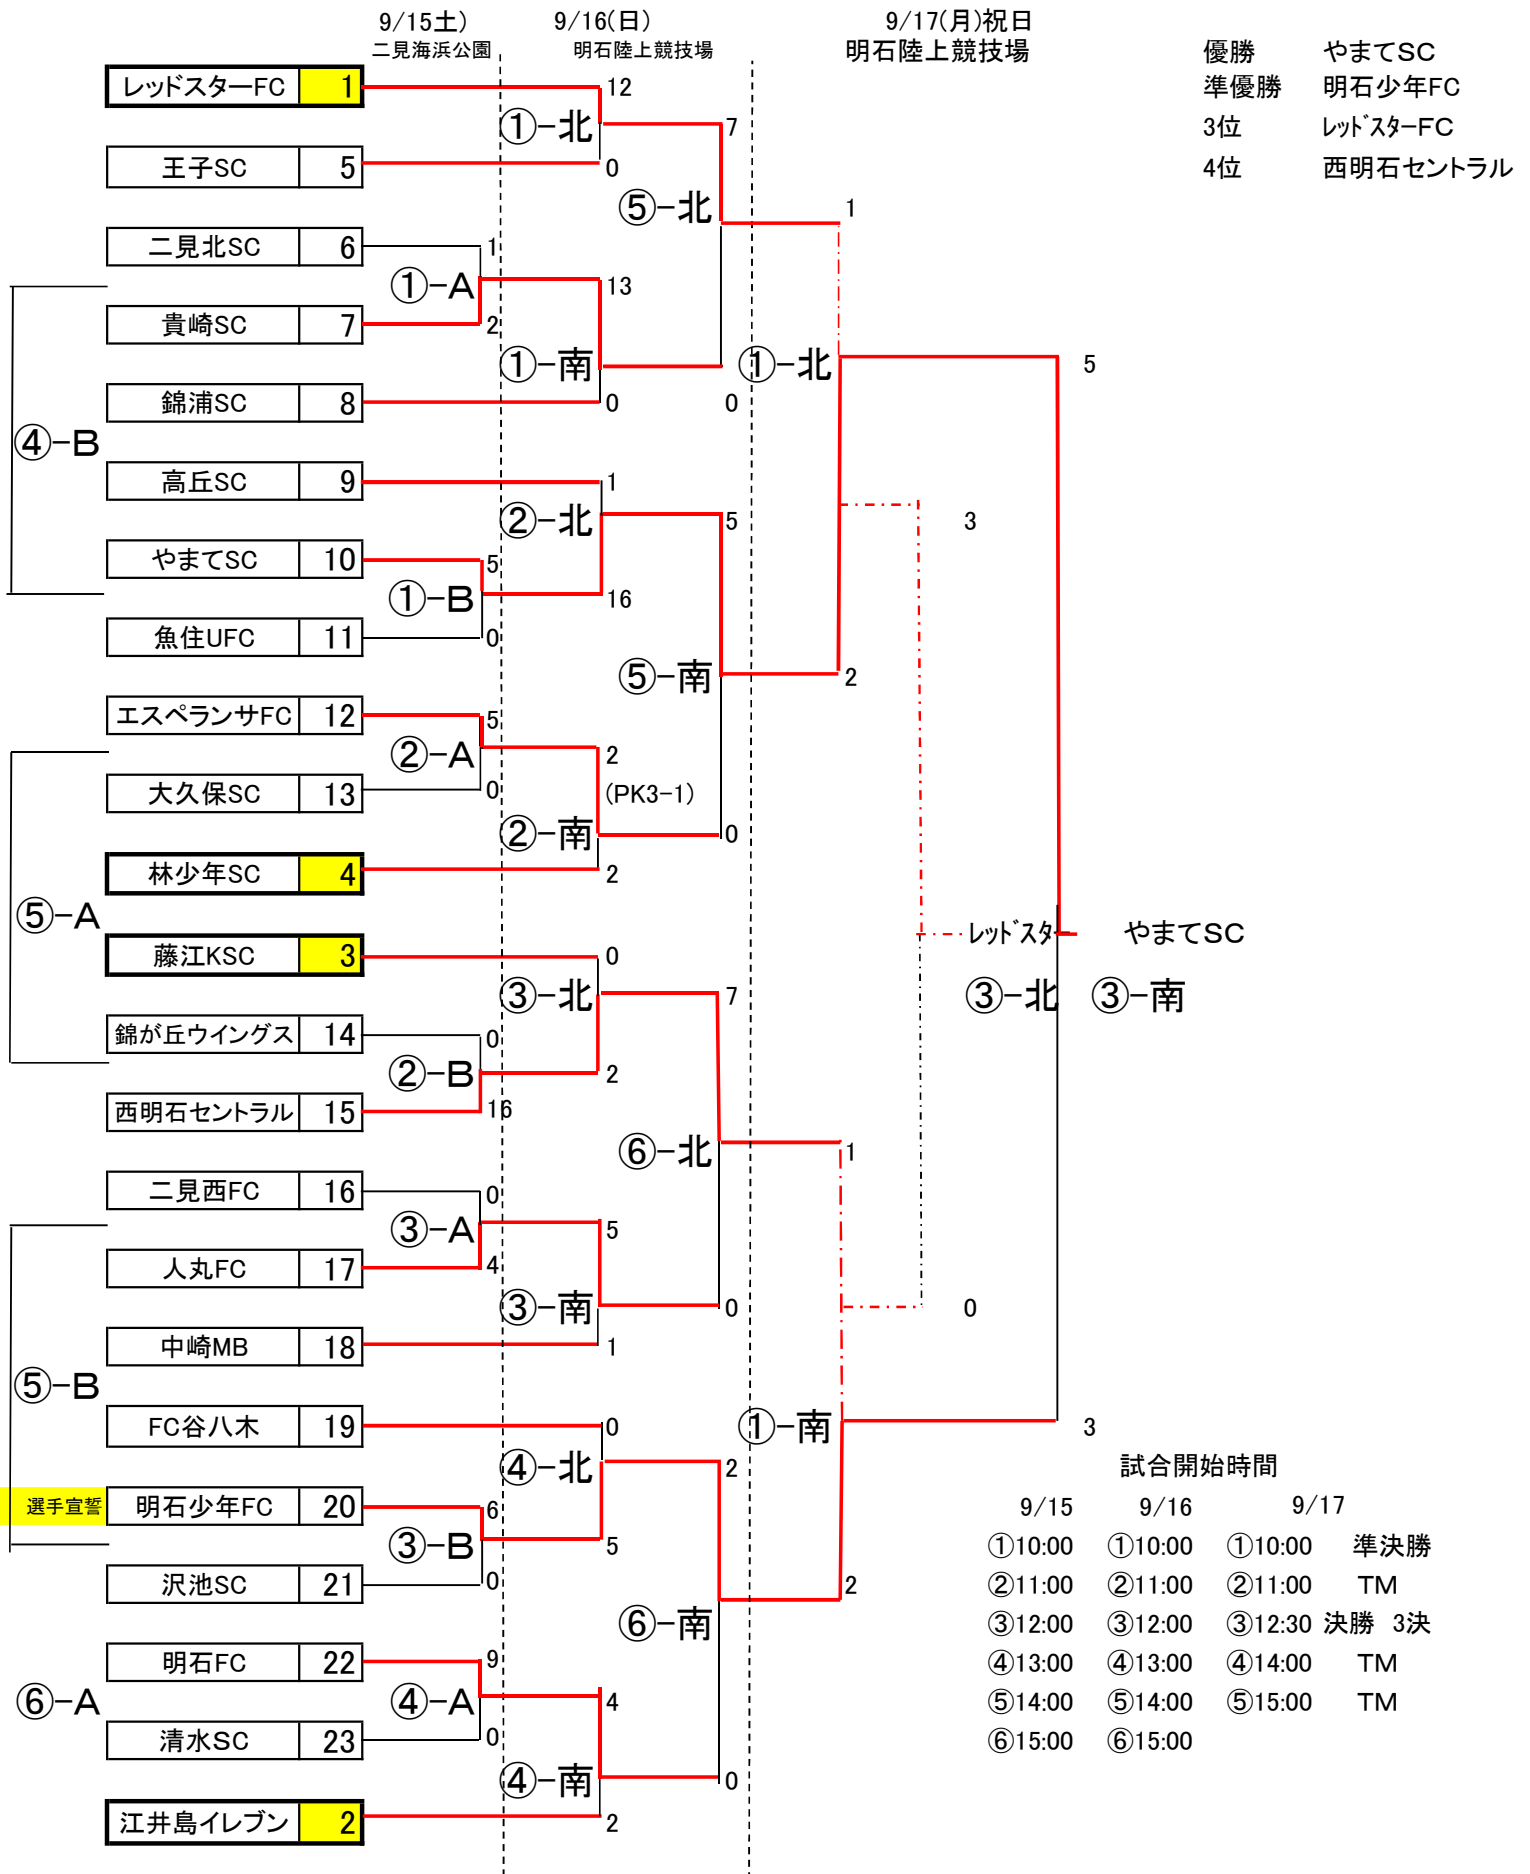 9/15土) 9/16(日) 9/17(月)祝日
二見海浜公園 明石陸上競技場 明石陸上競技場
優勝 やまてSC
準優勝 明石少年FC
3位 レッドスターFC
4位 西明石セントラル
レッドスターFC 1 12
①-北 7
王子SC 5 0
⑤-北 1
二見北SC 6 1
①-A 13
貴崎SC 7 2
①-南 ①-北 5
錦浦SC 8 0 0
④-B
高丘SC 9 1
②-北 5 3
やまてSC 10 5
①-B 16
魚住UFC 11 0
⑤-南 2
エスペランサFC 12 5
②-A 2
大久保SC 13 0 (PK3-1)
②-南 0
林少年SC 4 2
⑤-A
レッドスター やまてSC
藤江KSC 3 0
③-北 7 ③-北 ③-南
錦が丘ウイングス 14 0
②-B 2
西明石セントラル 15 16
⑥-北 1
二見西FC 16 0
③-A 5
人丸FC 17 4
③-南 0 0
中崎MB 18 1
⑤-B
FC谷八木 19 0 ①-南 3
④-北 2
選手宣誓 明石少年FC 20 6
③-B 5
沢池SC 21 0 2
⑥-南
明石FC 22 9
⑥-A ④-A 4
清水SC 23 0
④-南 0
江井島イレブン 2 2
試合開始時間
9/15 9/16 9/17
①10:00 ①10:00 ①10:00 準決勝
②11:00 ②11:00 ②11:00 TM
③12:00 ③12:00 ③12:30 決勝 3決
④13:00 ④13:00 ④14:00 TM
⑤14:00 ⑤14:00 ⑤15:00 TM
⑥15:00 ⑥15:00